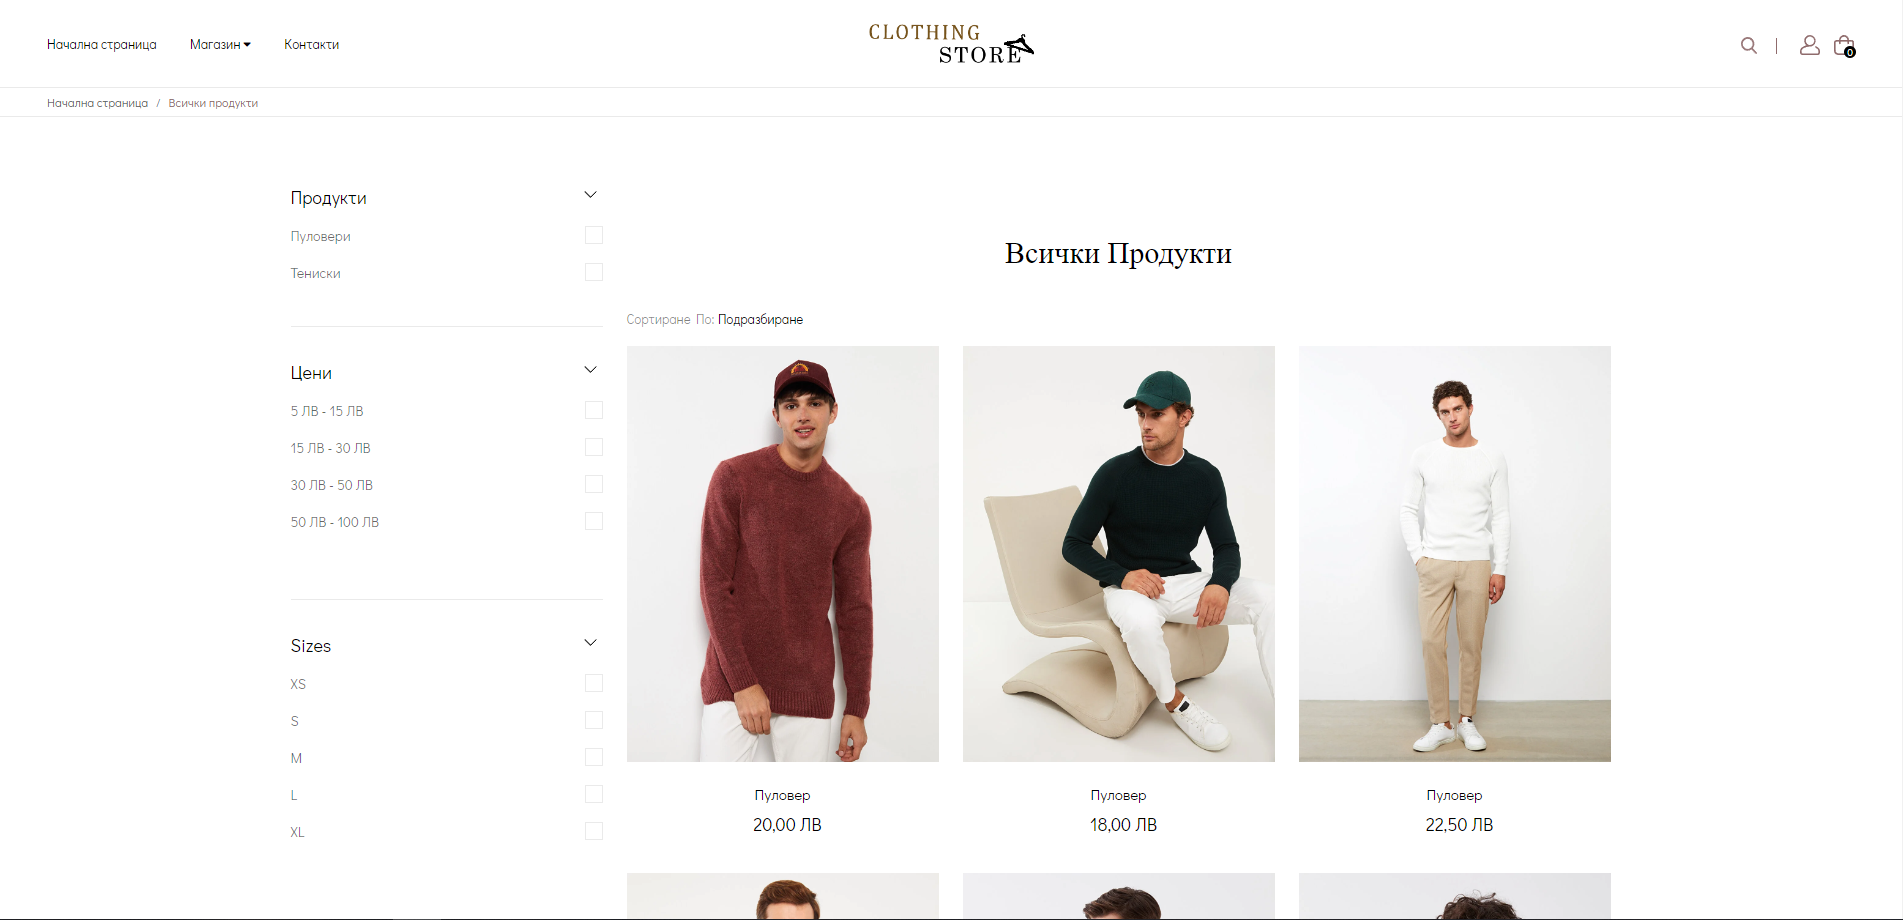 Начална страница
Магазин
Контакти
CLOTHING
STORE
0
Начална страница / Всички продукти
Продукти
Пуловери
Тениски
Цени
5 ЛВ - 15 ЛВ
15 ЛВ - 30 ЛВ
30 ЛВ - 50 ЛВ
50 ЛВ - 100 ЛВ
Sizes
XS
S
M
L
XL
Всички Продукти
Сортиране По: Подразбиране
Пуловер
20,00 ЛВ
Пуловер
18,00 ЛВ
Пуловер
22,50 ЛВ